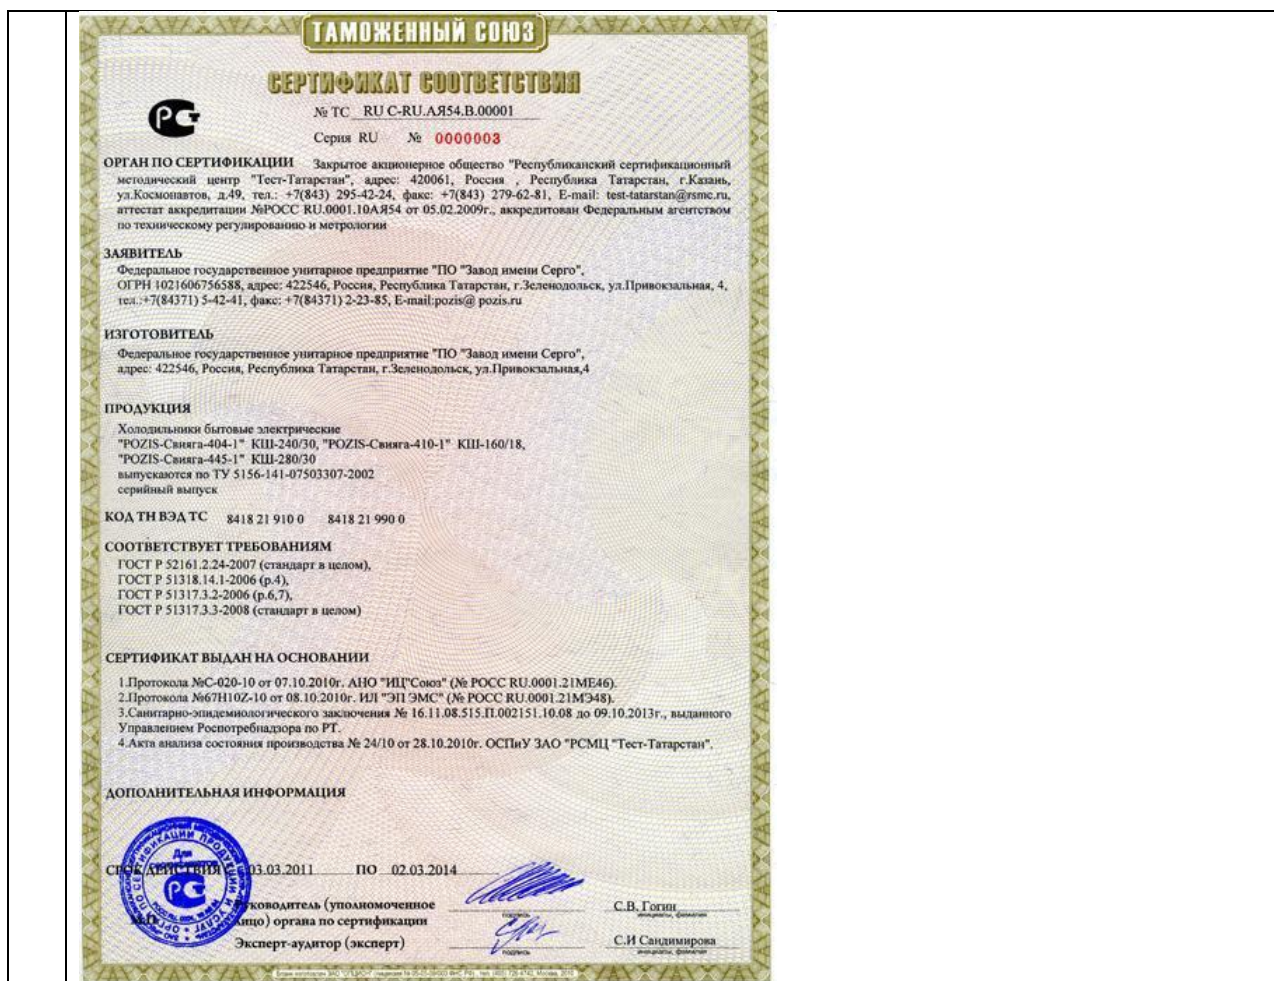 ТАМОЖЕННЫЙ СОЮЗ
СЕРТИФИКАТ СООТВЕТСТВИЯ
№ ТС RU C-RU.АЯ54.В.00001
Серия RU № 0000003
ОРГАН ПО СЕРТИФИКАЦИИ Закрытое акционерное общество "Республиканский сертификационный
методический центр "Тест-Татарстан", адрес: 420061, Россия , Республика Татарстан, г.Казань,
ул.Космонавтов, д.49, тел.: +7(843) 295-42-24, факс: +7(843) 279-62-81, E-mail: test-tatarstan@rsmc.ru,
аттестат аккредитации №РОСС RU.0001.10АЯ54 от 05.02.2009г., аккредитован Федеральным агентством
по техническому регулированию и метрологии
ЗАЯВИТЕЛЬ
Федеральное государственное унитарное предприятие "ПО "Завод имени Серго",
ОГРН 1021606756588, адрес: 422546, Россия, Республика Татарстан, г.Зеленодольск, ул.Привокзальная, 4,
тел.:+7(84371) 5-42-41, факс: +7(84371) 2-23-85, E-mail:pozis@ pozis.ru
ИЗГОТОВИТЕЛЬ
Федеральное государственное унитарное предприятие "ПО "Завод имени Серго",
адрес: 422546, Россия, Республика Татарстан, г.Зеленодольск, ул.Привокзальная,4
ПРОДУКЦИЯ
Холодильники бытовые электрические
"POZIS-Свияга-404-1" КШ-240/30, "POZIS-Свияга-410-1" КШ-160/18,
"POZIS-Свияга-445-1" КШ-280/30
выпускаются по ТУ 5156-141-07503307-2002
серийный выпуск
КОД ТН ВЭД ТС 8418 21 910 0 8418 21 990 0
СООТВЕТСТВУЕТ ТРЕБОВАНИЯМ
ГОСТ Р 52161.2.24-2007 (стандарт в целом),
ГОСТ Р 51318.14.1-2006 (р.4),
ГОСТ Р 51317.3.2-2006 (р.6,7),
ГОСТ Р 51317.3.3-2008 (стандарт в целом)
СЕРТИФИКАТ ВЫДАН НА ОСНОВАНИИ
1.Протокола №С-020-10 от 07.10.2010г. АНО "ИЦ"Союз" (№ РОСС RU.0001.21МЕ46).
2.Протокола №67Н10Z-10 от 08.10.2010г. ИЛ "ЭП ЭМС" (№ РОСС RU.0001.21МЭ48).
3.Санитарно-эпидемиологического заключения № 16.11.08.515.П.002151.10.08 до 09.10.2013г., выданного
Управлением Роспотребнадзора по РТ.
4.Акта анализа состояния производства № 24/10 от 28.10.2010г. ОСПиУ ЗАО "РСМЦ "Тест-Татарстан".
ДОПОЛНИТЕЛЬНАЯ ИНФОРМАЦИЯ
СРОК ДЕЙСТВИЯ С 03.03.2011 ПО 02.03.2014
Руководитель (уполномоченное
лицо) органа по сертификации
подпись
С.В. Гогин
инициалы, фамилия
М.П.
Эксперт-аудитор (эксперт)
подпись
С.И Сандимирова
инициалы, фамилия